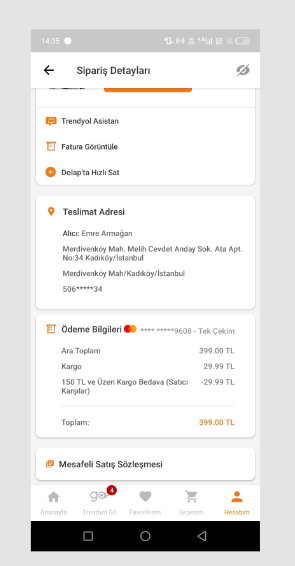 14:35
Sipariş Detayları
Trendyol Asistan
Fatura Görüntüle
Dolap'ta Hızlı Sat
Teslimat Adresi
Alıcı: Emre Armağan
Merdivenköy Mah. Melih Cevdet Anday Sok. Ata Apt.
No:34 Kadıköy/İstanbul
Merdivenköy Mah/Kadıköy/İstanbul
506*****34
Ödeme Bilgileri **** *****9608 - Tek Çekim
Ara Toplam 399.00 TL
Kargo 29.99 TL
150 TL ve Üzeri Kargo Bedava (Satıcı -29.99 TL
Karşılar)
Toplam: 399.00 TL
Mesafeli Satış Sözleşmesi
go 4
Anasayfa Trendyol Go Favorilerim Sepetim Hesabım